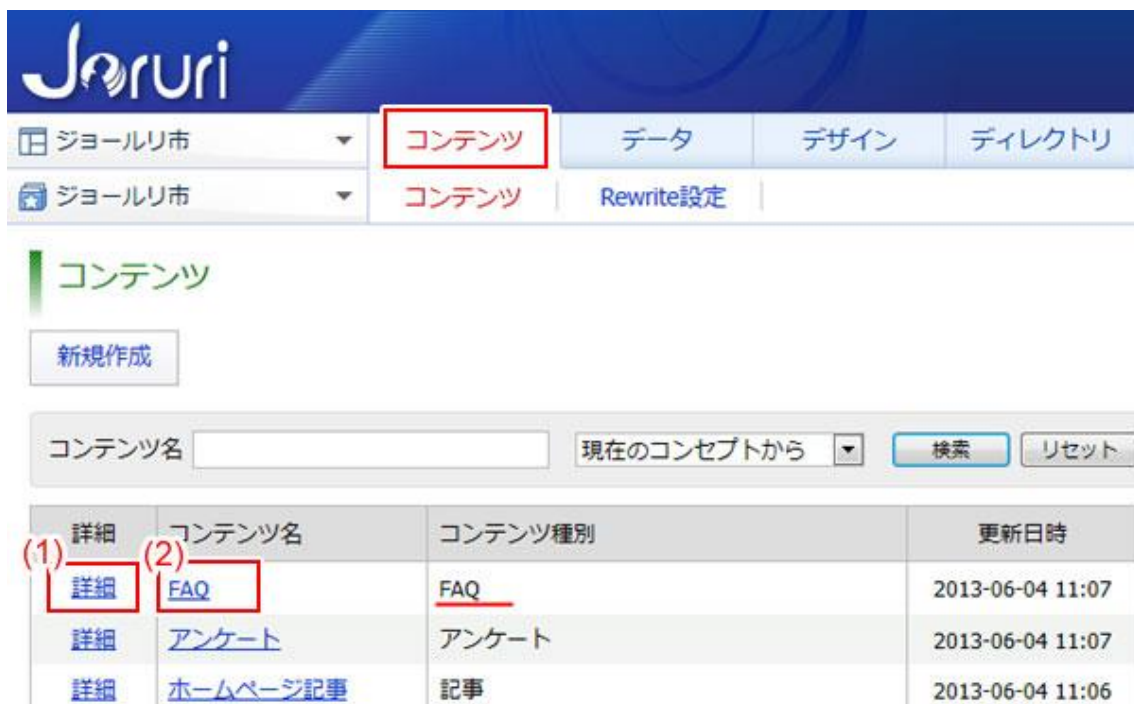 Joruri
ジョールリ市 コンテンツ データ デザイン ディレクトリ
ジョールリ市 コンテンツ Rewrite設定
コンテンツ
新規作成
コンテンツ名 現在のコンセプトから 検索 リセット
詳細 コンテンツ名 コンテンツ種別 更新日時
(1) (2)
詳細 FAQ FAQ 2013-06-04 11:07
詳細 アンケート アンケート 2013-06-04 11:07
詳細 ホームページ記事 記事 2013-06-04 11:06